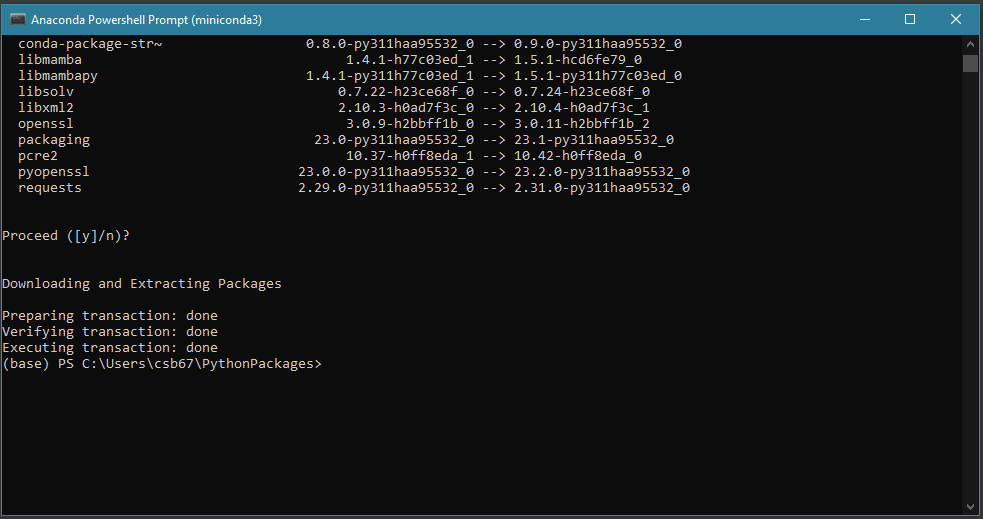 Anaconda Powershell Prompt (miniconda3)
conda-package-str~ 0.8.0-py311haa95532_0 --> 0.9.0-py311haa95532_0
libmamba 1.4.1-h77c03ed_1 --> 1.5.1-hcd6fe79_0
libmambapy 1.4.1-py311h77c03ed_1 --> 1.5.1-py311h77c03ed_0
libsolv 0.7.22-h23ce68f_0 --> 0.7.24-h23ce68f_0
libxml2 2.10.3-h0ad7f3c_0 --> 2.10.4-h0ad7f3c_1
openssl 3.0.9-h2bbff1b_0 --> 3.0.11-h2bbff1b_2
packaging 23.0-py311haa95532_0 --> 23.1-py311haa95532_0
pcre2 10.37-h0ff8eda_1 --> 10.42-h0ff8eda_0
pyopenssl 23.0.0-py311haa95532_0 --> 23.2.0-py311haa95532_0
requests 2.29.0-py311haa95532_0 --> 2.31.0-py311haa95532_0
Proceed ([y]/n)?
Downloading and Extracting Packages
Preparing transaction: done
Verifying transaction: done
Executing transaction: done
(base) PS C:\Users\csb67\PythonPackages>